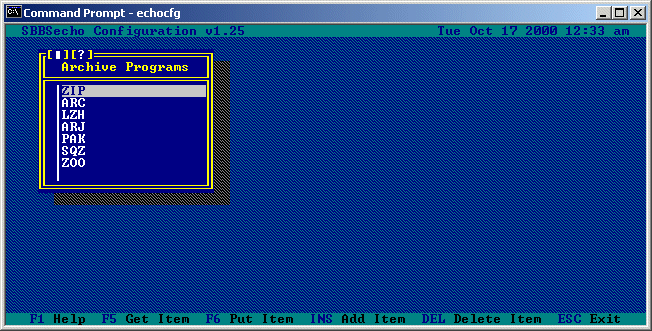 Command Prompt - echocfg
SBBSecho Configuration v1.25 Tue Oct 17 2000 12:33 am
[■][?]
Archive Programs
ZIP
ARC
LZH
ARJ
PAK
SQZ
ZOO
F1 Help F5 Get Item F6 Put Item INS Add Item DEL Delete Item ESC Exit